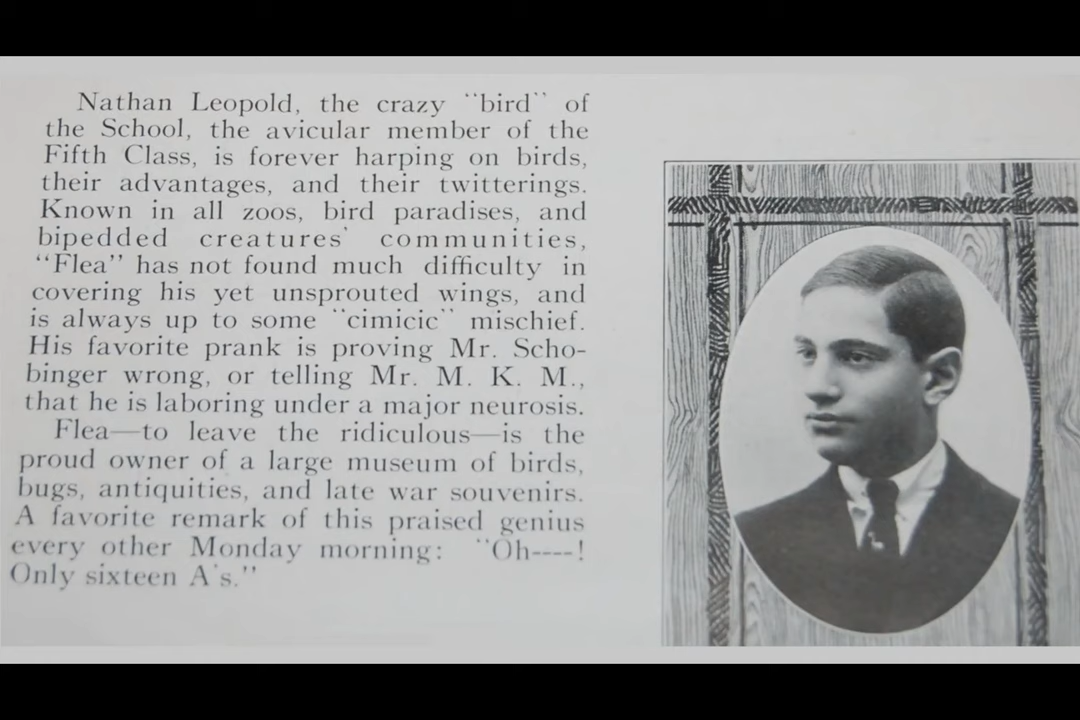 Nathan Leopold, the crazy "bird" of
the School, the avicular member of the
Fifth Class, is forever harping on birds,
their advantages, and their twitterings.
Known in all zoos, bird paradises, and
bipedded creatures' communities,
"Flea" has not found much difficulty in
covering his yet unsprouted wings, and
is always up to some "cimicic" mischief.
His favorite prank is proving Mr. Scho-
binger wrong, or telling Mr. M. K. M.,
that he is laboring under a major neurosis.
Flea—to leave the ridiculous—is the
proud owner of a large museum of birds,
bugs, antiquities, and late war souvenirs.
A favorite remark of this praised genius
every other Monday morning: "Oh----!
Only sixteen A's."